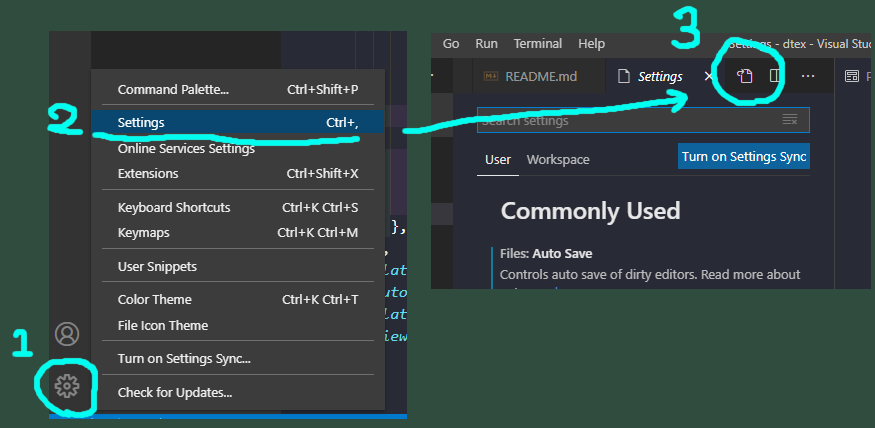 3
Go Run Terminal Help
Settings - dtex - Visual Stud
README.md Settings
Search settings
Turn on Settings Sync
User Workspace
Commonly Used
Files: Auto Save
Controls auto save of dirty editors. Read more about
Command Palette... Ctrl+Shift+P
2
Settings Ctrl+,
Online Services Settings
Extensions Ctrl+Shift+X
Keyboard Shortcuts Ctrl+K Ctrl+S
Keymaps Ctrl+K Ctrl+M
User Snippets
Color Theme Ctrl+K Ctrl+T
File Icon Theme
Turn on Settings Sync...
Check for Updates...
1
},
,
lat
uto
lat
iew